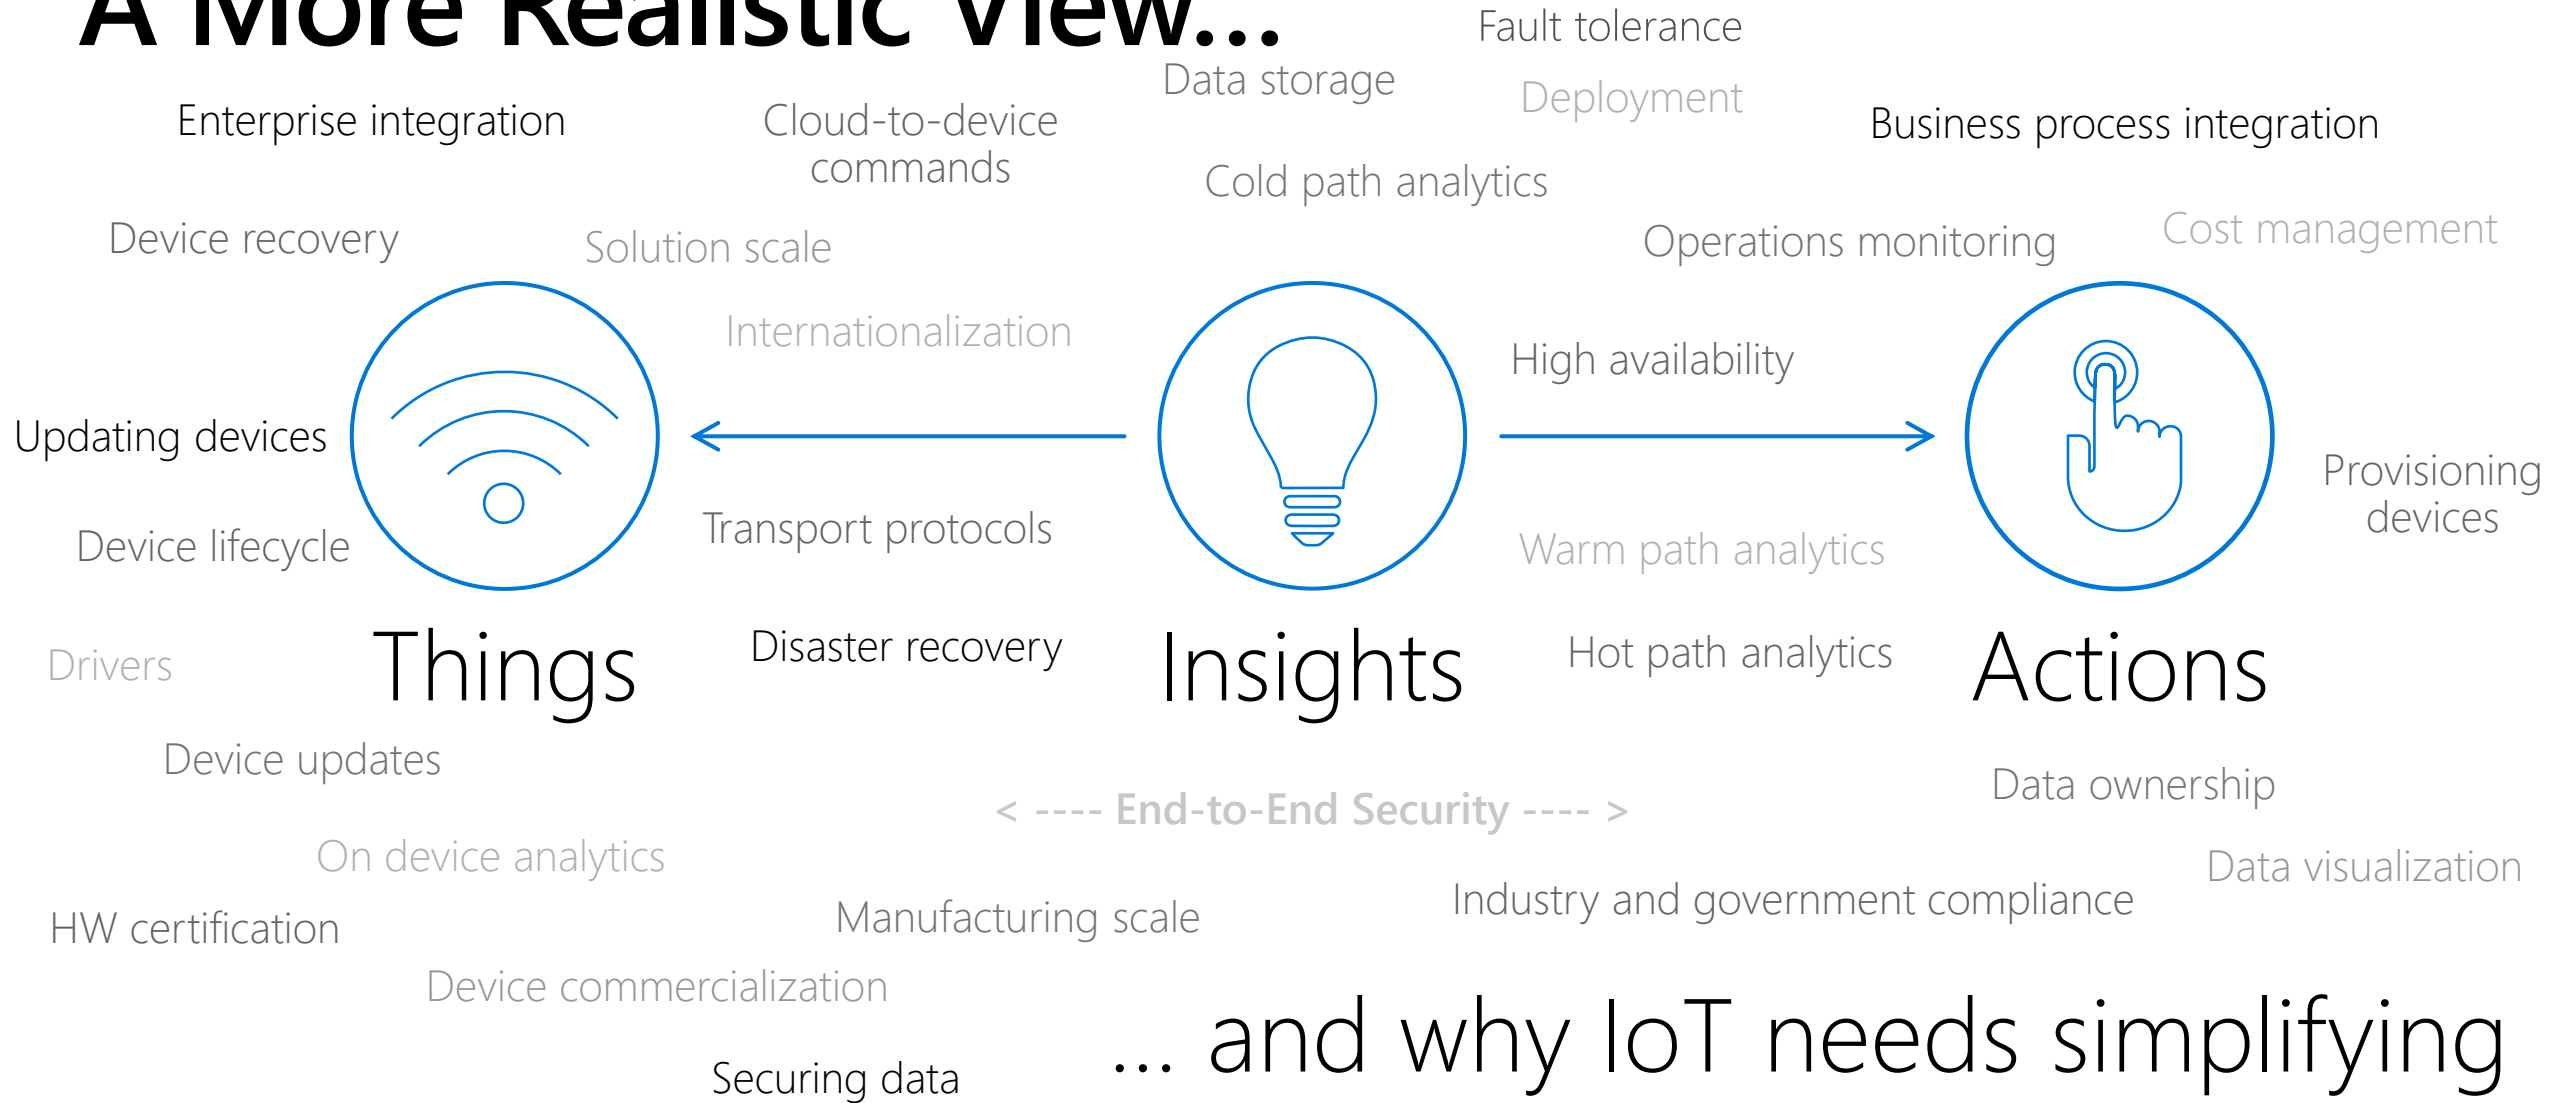 A More Realistic View...
Fault tolerance
Data storage
Deployment
Enterprise integration
Cloud-to-device
commands
Business process integration
Cold path analytics
Device recovery
Solution scale
Operations monitoring
Cost management
Internationalization
High availability
Updating devices
Provisioning
devices
Device lifecycle
Transport protocols
Warm path analytics
Drivers
Things
Disaster recovery
Insights
Hot path analytics
Actions
Device updates
Data ownership
< ---- End-to-End Security ---- >
On device analytics
Data visualization
HW certification
Manufacturing scale
Industry and government compliance
Device commercialization
... and why IoT needs simplifying
Securing data